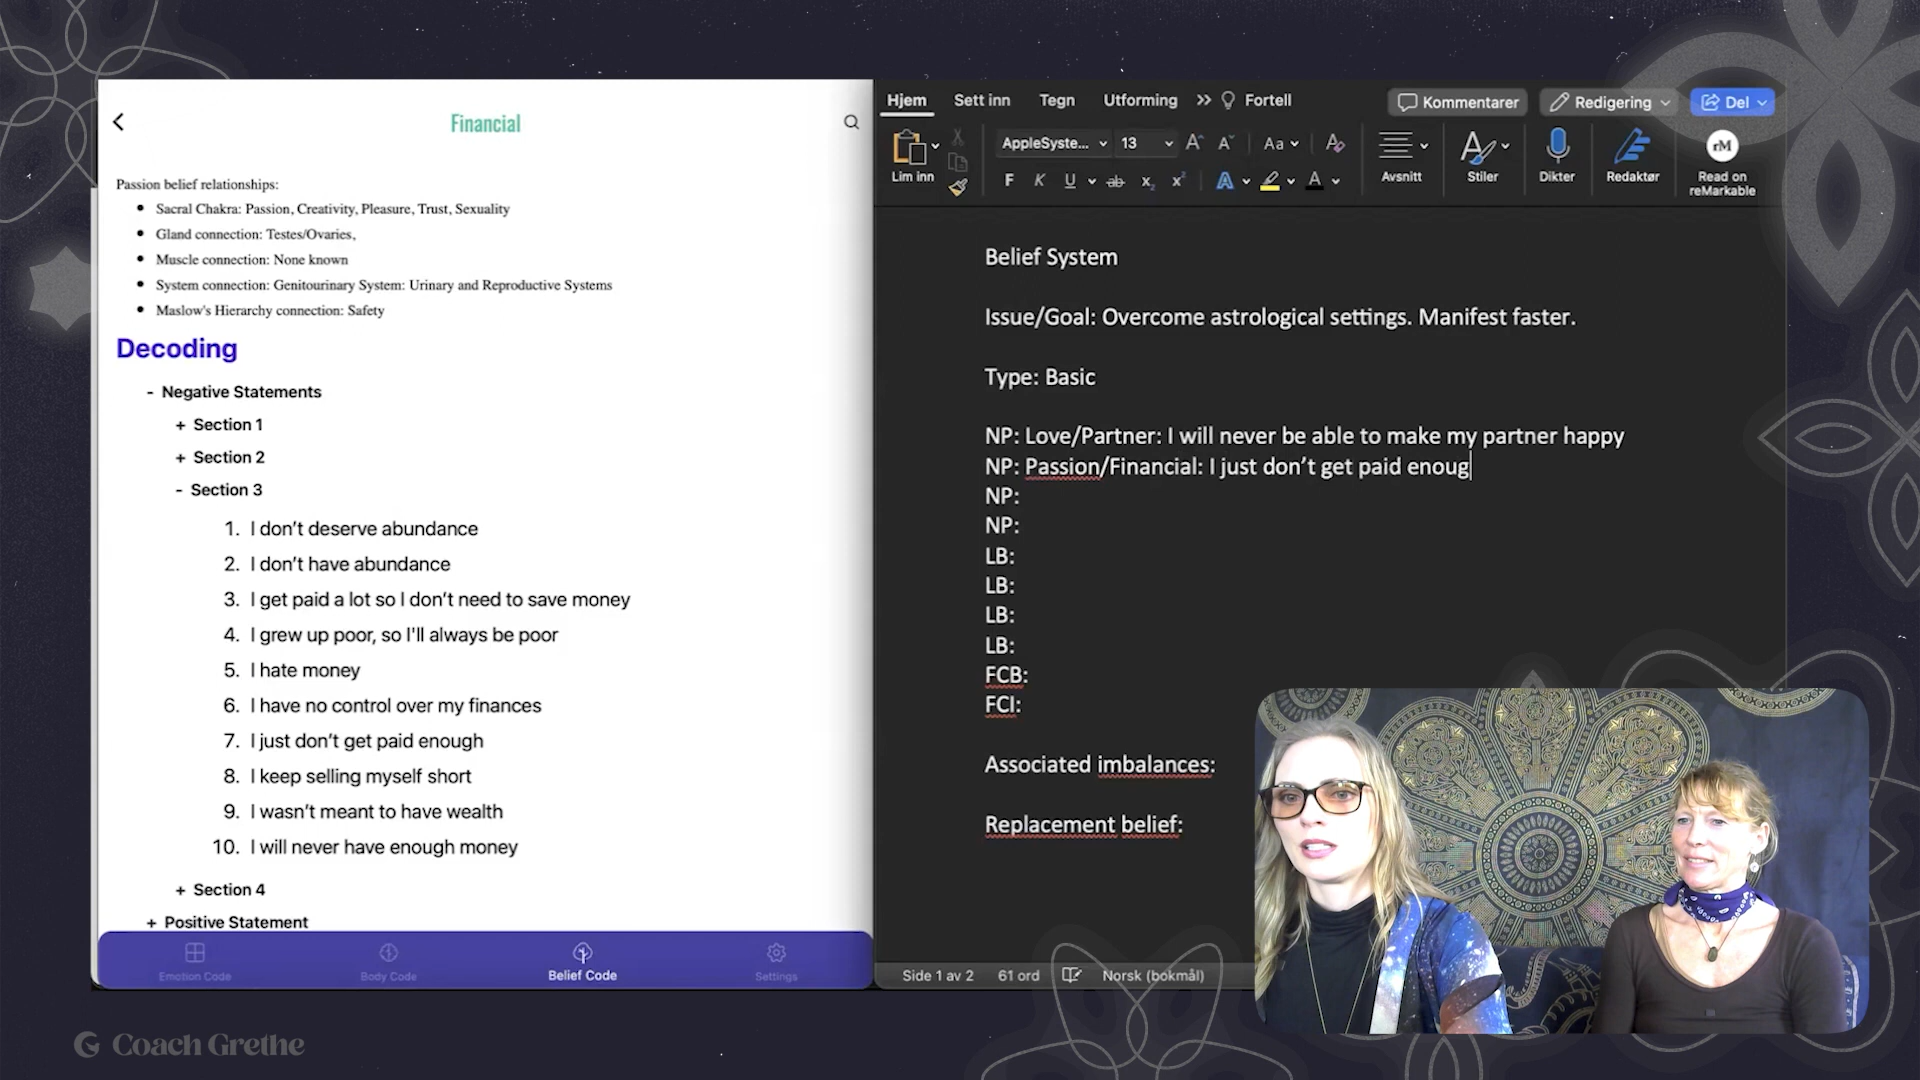 Financial
Passion belief relationships:
Sacral Chakra: Passion, Creativity, Pleasure, Trust, Sexuality
Gland connection: Testes/Ovaries,
Muscle connection: None known
System connection: Genitourinary System: Urinary and Reproductive Systems
Maslow's Hierarchy connection: Safety
Decoding
- Negative Statements
+ Section 1
+ Section 2
- Section 3
1. I don't deserve abundance
2. I don't have abundance
3. I get paid a lot so I don't need to save money
4. I grew up poor, so I'll always be poor
5. I hate money
6. I have no control over my finances
7. I just don't get paid enough
8. I keep selling myself short
9. I wasn't meant to have wealth
10. I will never have enough money
+ Section 4
+ Positive Statement
Emotion Code
Body Code
Belief Code
Settings
Hjem Sett inn Tegn Utforming Fortell
Kommentarer Redigering Del
AppleSyste... 13 Aa
F K U ab x₂ x² A A
Lim inn
Avsnitt
Stiler
Dikter
Redaktør
rM
Read on
reMarkable
Belief System
Issue/Goal: Overcome astrological settings. Manifest faster.
Type: Basic
NP: Love/Partner: I will never be able to make my partner happy
NP: Passion/Financial: I just don't get paid enoug
NP:
NP:
LB:
LB:
LB:
LB:
FCB:
FCI:
Associated imbalances:
Replacement belief:
Side 1 av 2 61 ord Norsk (bokmål)
Coach Grethe